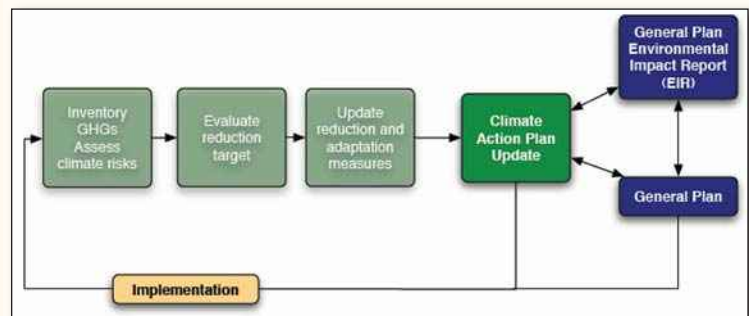 Inventory
GHGs
Assess
climate risks
Evaluate
reduction
target
Update
reduction and
adaptation
measures
Climate
Action Plan
Update
General Plan
Environmental
Impact Report
(EIR)
General Plan
Implementation